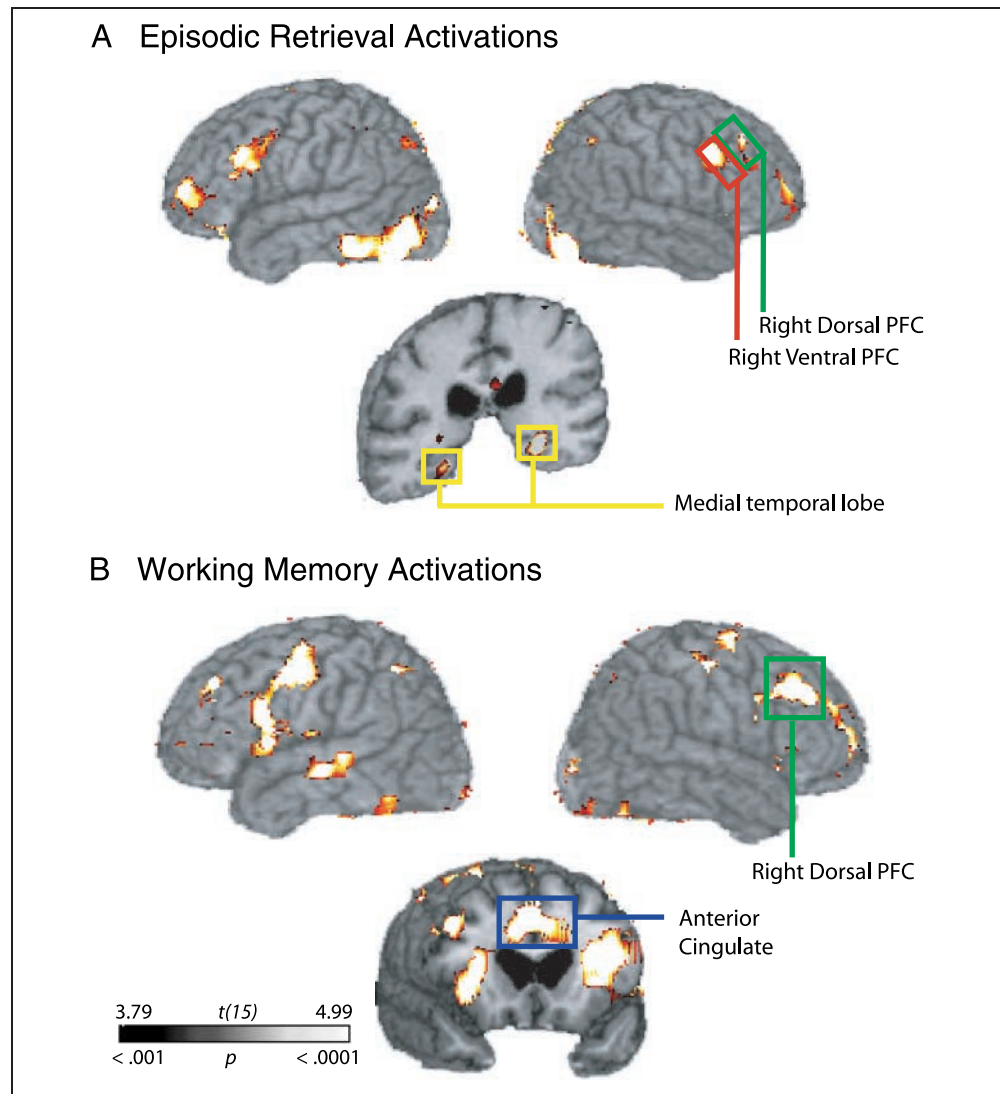 A Episodic Retrieval Activations
Right Dorsal PFC
Right Ventral PFC
Medial temporal lobe
B Working Memory Activations
Right Dorsal PFC
Anterior
Cingulate
3.79 t(15) 4.99
< .001 p < .0001